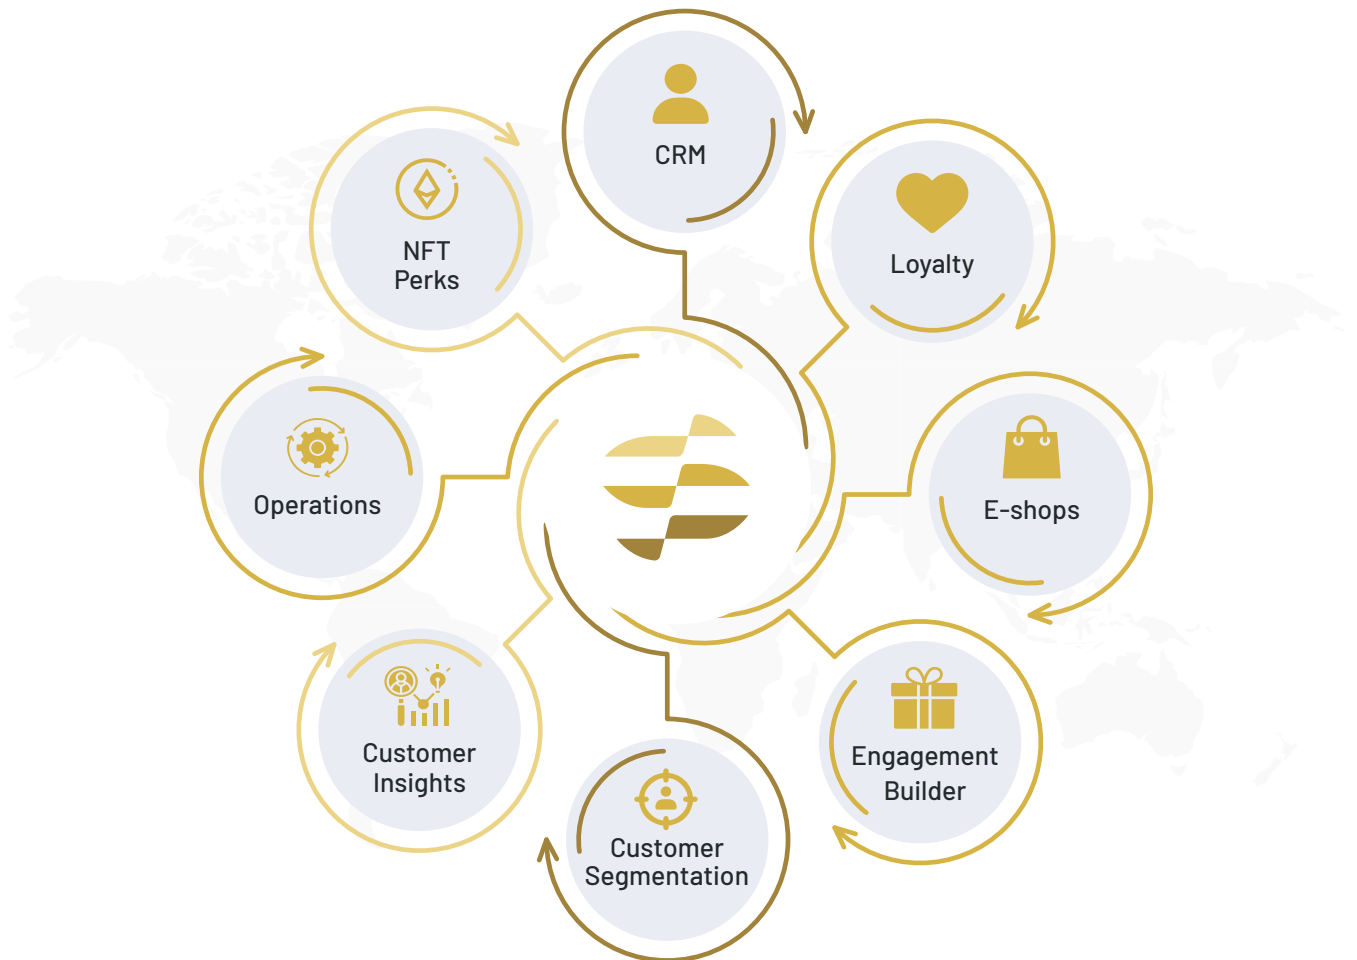 CRM
Loyalty
E-shops
Engagement
Builder
Customer
Segmentation
Customer
Insights
Operations
NFT
Perks